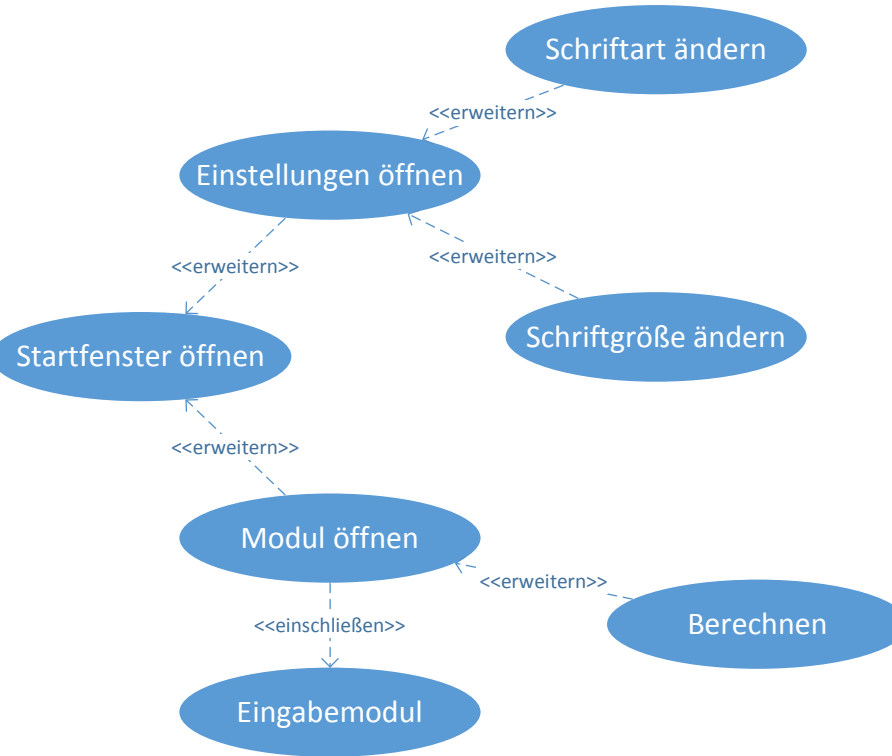 Schriftart ändern
<<erweitern>>
Einstellungen öffnen
<<erweitern>>
<<erweitern>>
Schriftgröße ändern
Startfenster öffnen
<<erweitern>>
Modul öffnen
<<erweitern>>
<<einschließen>>
Berechnen
Eingabemodul